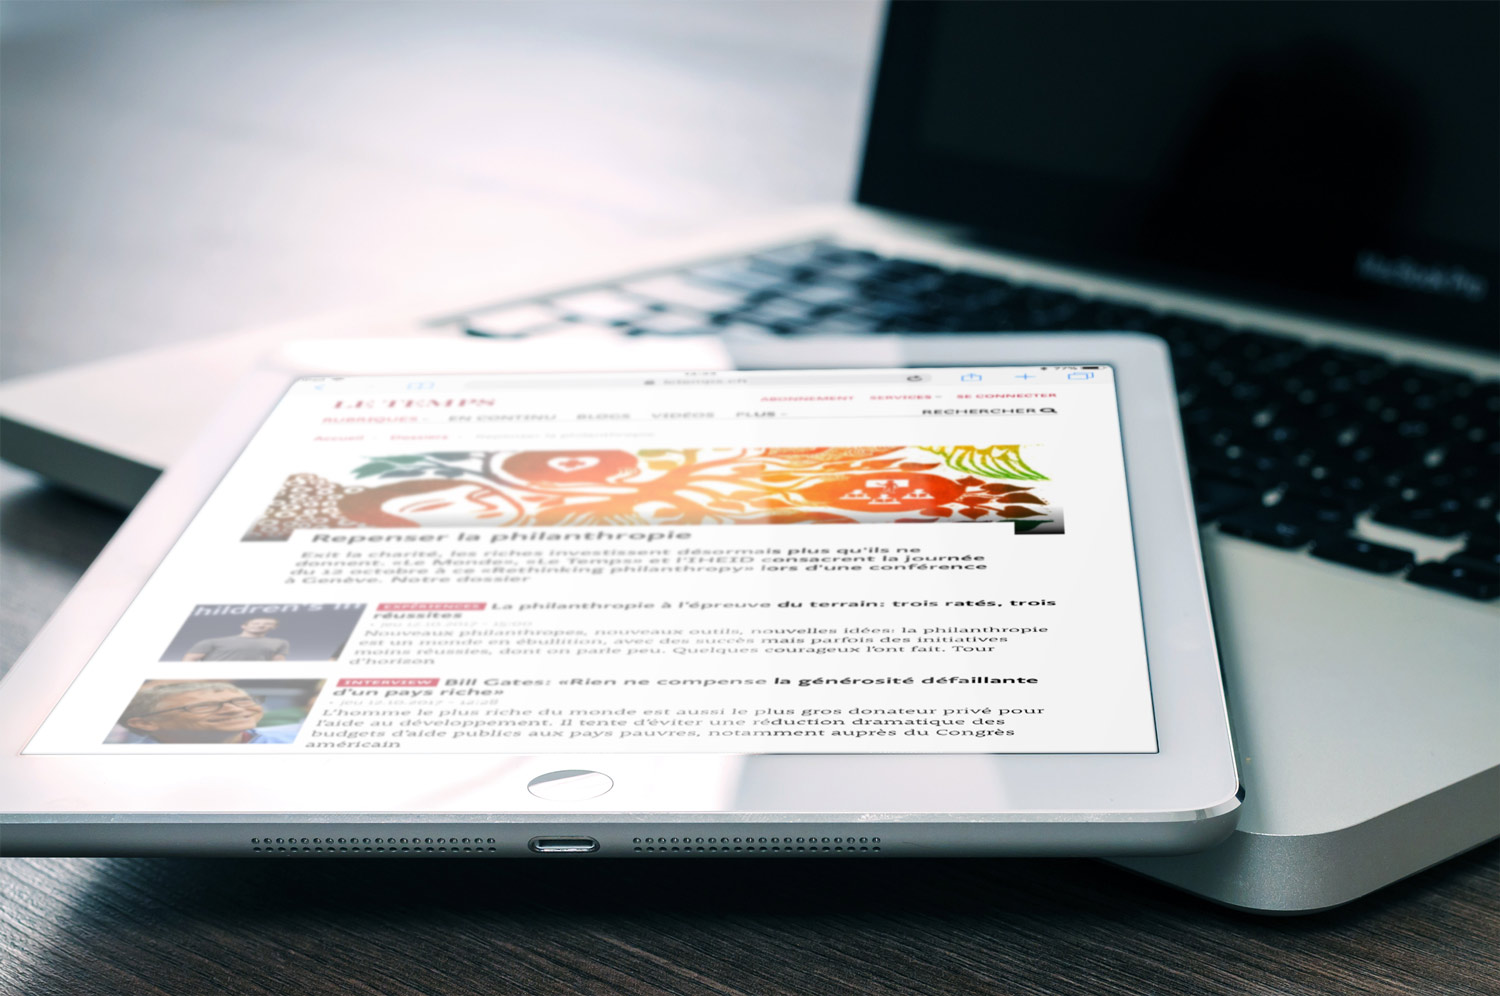 77%
letemps.ch
LE TEMPS
ABONNEMENT SERVICES SE CONNECTER
RUBRIQUES EN CONTINU BLOGS VIDÉOS PLUS RECHERCHER
Accueil Dossiers Repenser la philanthropie
Repenser la philanthropie
Exit la charité, les riches investissent désormais plus qu'ils ne
donnent. «Le Monde», «Le Temps» et l'IHEID consacrent la journée
du 12 octobre à ce «Rethinking philanthropy» lors d'une conférence
à Genève. Notre dossier
hildren's
EXPÉRIENCES La philanthropie à l'épreuve du terrain: trois ratés, trois
réussites
jeu 12.10.2017 - 15:00
Nouveaux philanthropes, nouveaux outils, nouvelles idées: la philanthropie
est un monde en ébullition, avec des succès mais parfois des initiatives
moins réussies, dont on parle peu. Quelques courageux l'ont fait. Tour
d'horizon
INTERVIEW Bill Gates: «Rien ne compense la générosité défaillante
d'un pays riche»
jeu 12.10.2017 - 12:28
L'homme le plus riche du monde est aussi le plus gros donateur privé pour
l'aide au développement. Il tente d'éviter une réduction dramatique des
budgets d'aide publics aux pays pauvres, notamment auprès du Congrès
américain
MacBook Pro